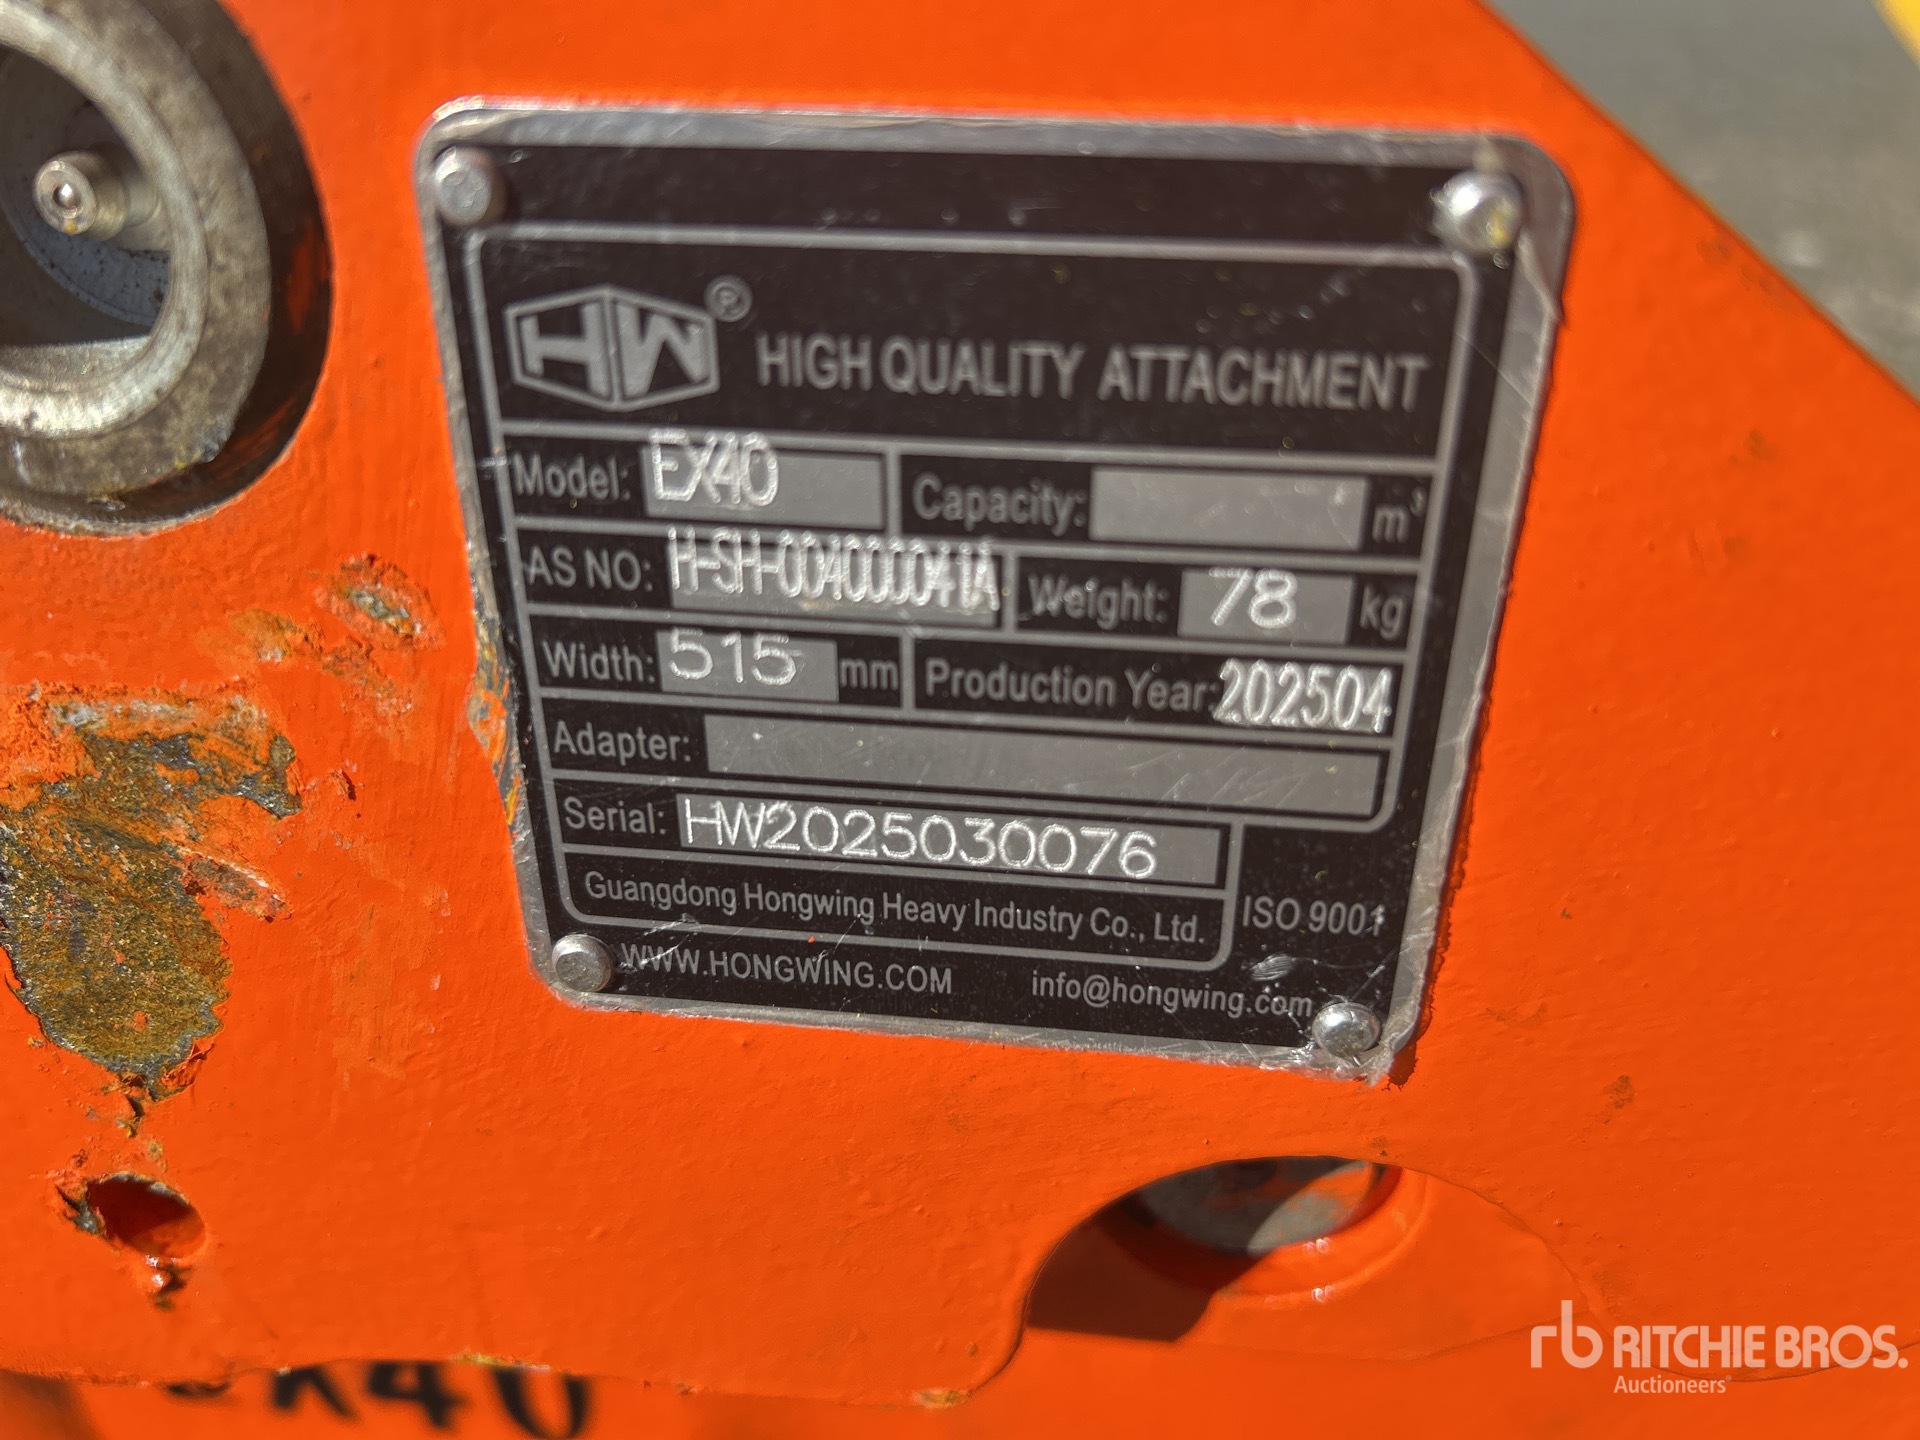 HW®
HIGH QUALITY ATTACHMENT
Model: EX40
Capacity: m³
AS NO: H-SH-004000041A
Weight: 78 kg
Width: 515 mm
Production Year: 202504
Adapter:
Serial: HW2025030076
Guangdong Hongwing Heavy Industry Co., Ltd.
ISO 9001
WWW.HONGWING.COM
info@hongwing.com
rb RITCHIE BROS.
Auctioneers